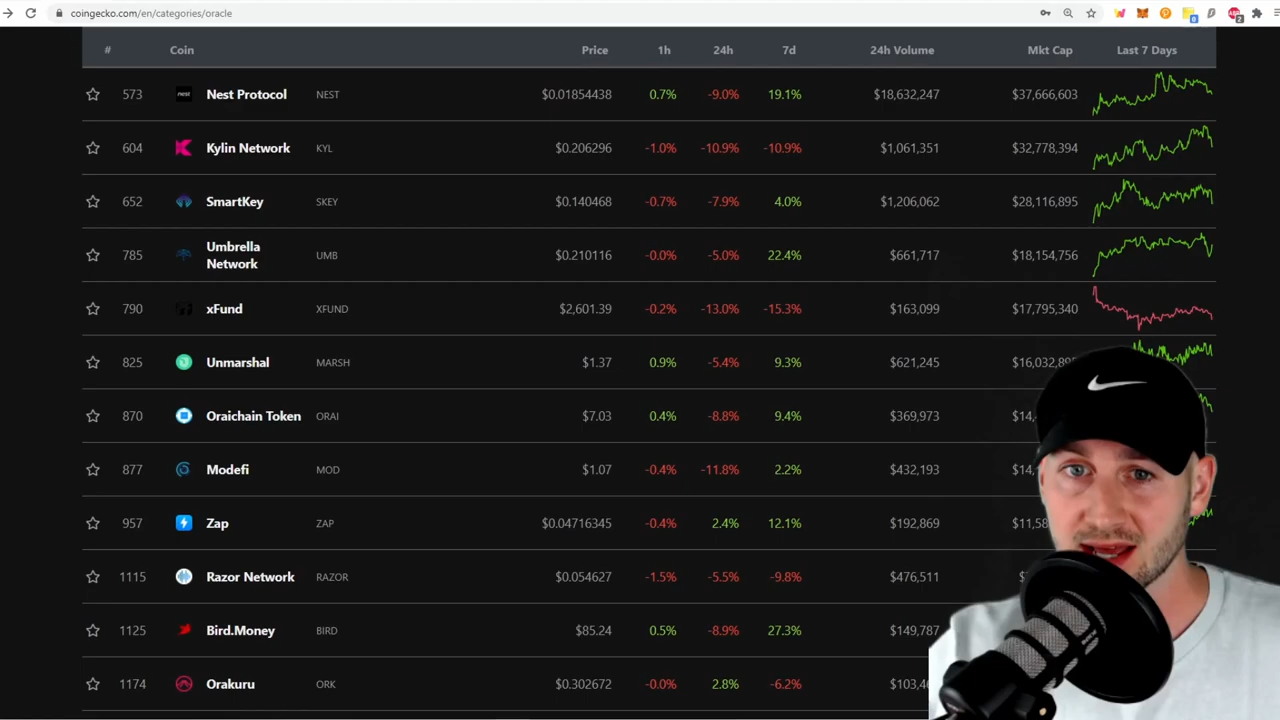 coingecko.com/en/categories/oracle
# Coin Price 1h 24h 7d 24h Volume Mkt Cap Last 7 Days
573 nest Nest Protocol NEST $0.01854438 0.7% -9.0% 19.1% $18,632,247 $37,666,603
604 Kylin Network KYL $0.206296 -1.0% -10.9% -10.9% $1,061,351 $32,778,394
652 SmartKey SKEY $0.140468 -0.7% -7.9% 4.0% $1,206,062 $28,116,895
785 Umbrella Network UMB $0.210116 -0.0% -5.0% 22.4% $661,717 $18,154,756
790 xFund XFUND $2,601.39 -0.2% -13.0% -15.3% $163,099 $17,795,340
825 Unmarshal MARSH $1.37 0.9% -5.4% 9.3% $621,245
870 Oraichain Token ORAI $7.03 0.4% -8.8% 9.4% $369,973
877 Modefi MOD $1.07 -0.4% -11.8% 2.2% $432,193
957 Zap ZAP $0.04716345 -0.4% 2.4% 12.1% $192,869
1115 Razor Network RAZOR $0.054627 -1.5% -5.5% -9.8% $476,511
1125 Bird.Money BIRD $85.24 0.5% -8.9% 27.3% $149,787
1174 Orakuru ORK $0.302672 -0.0% 2.8% -6.2%